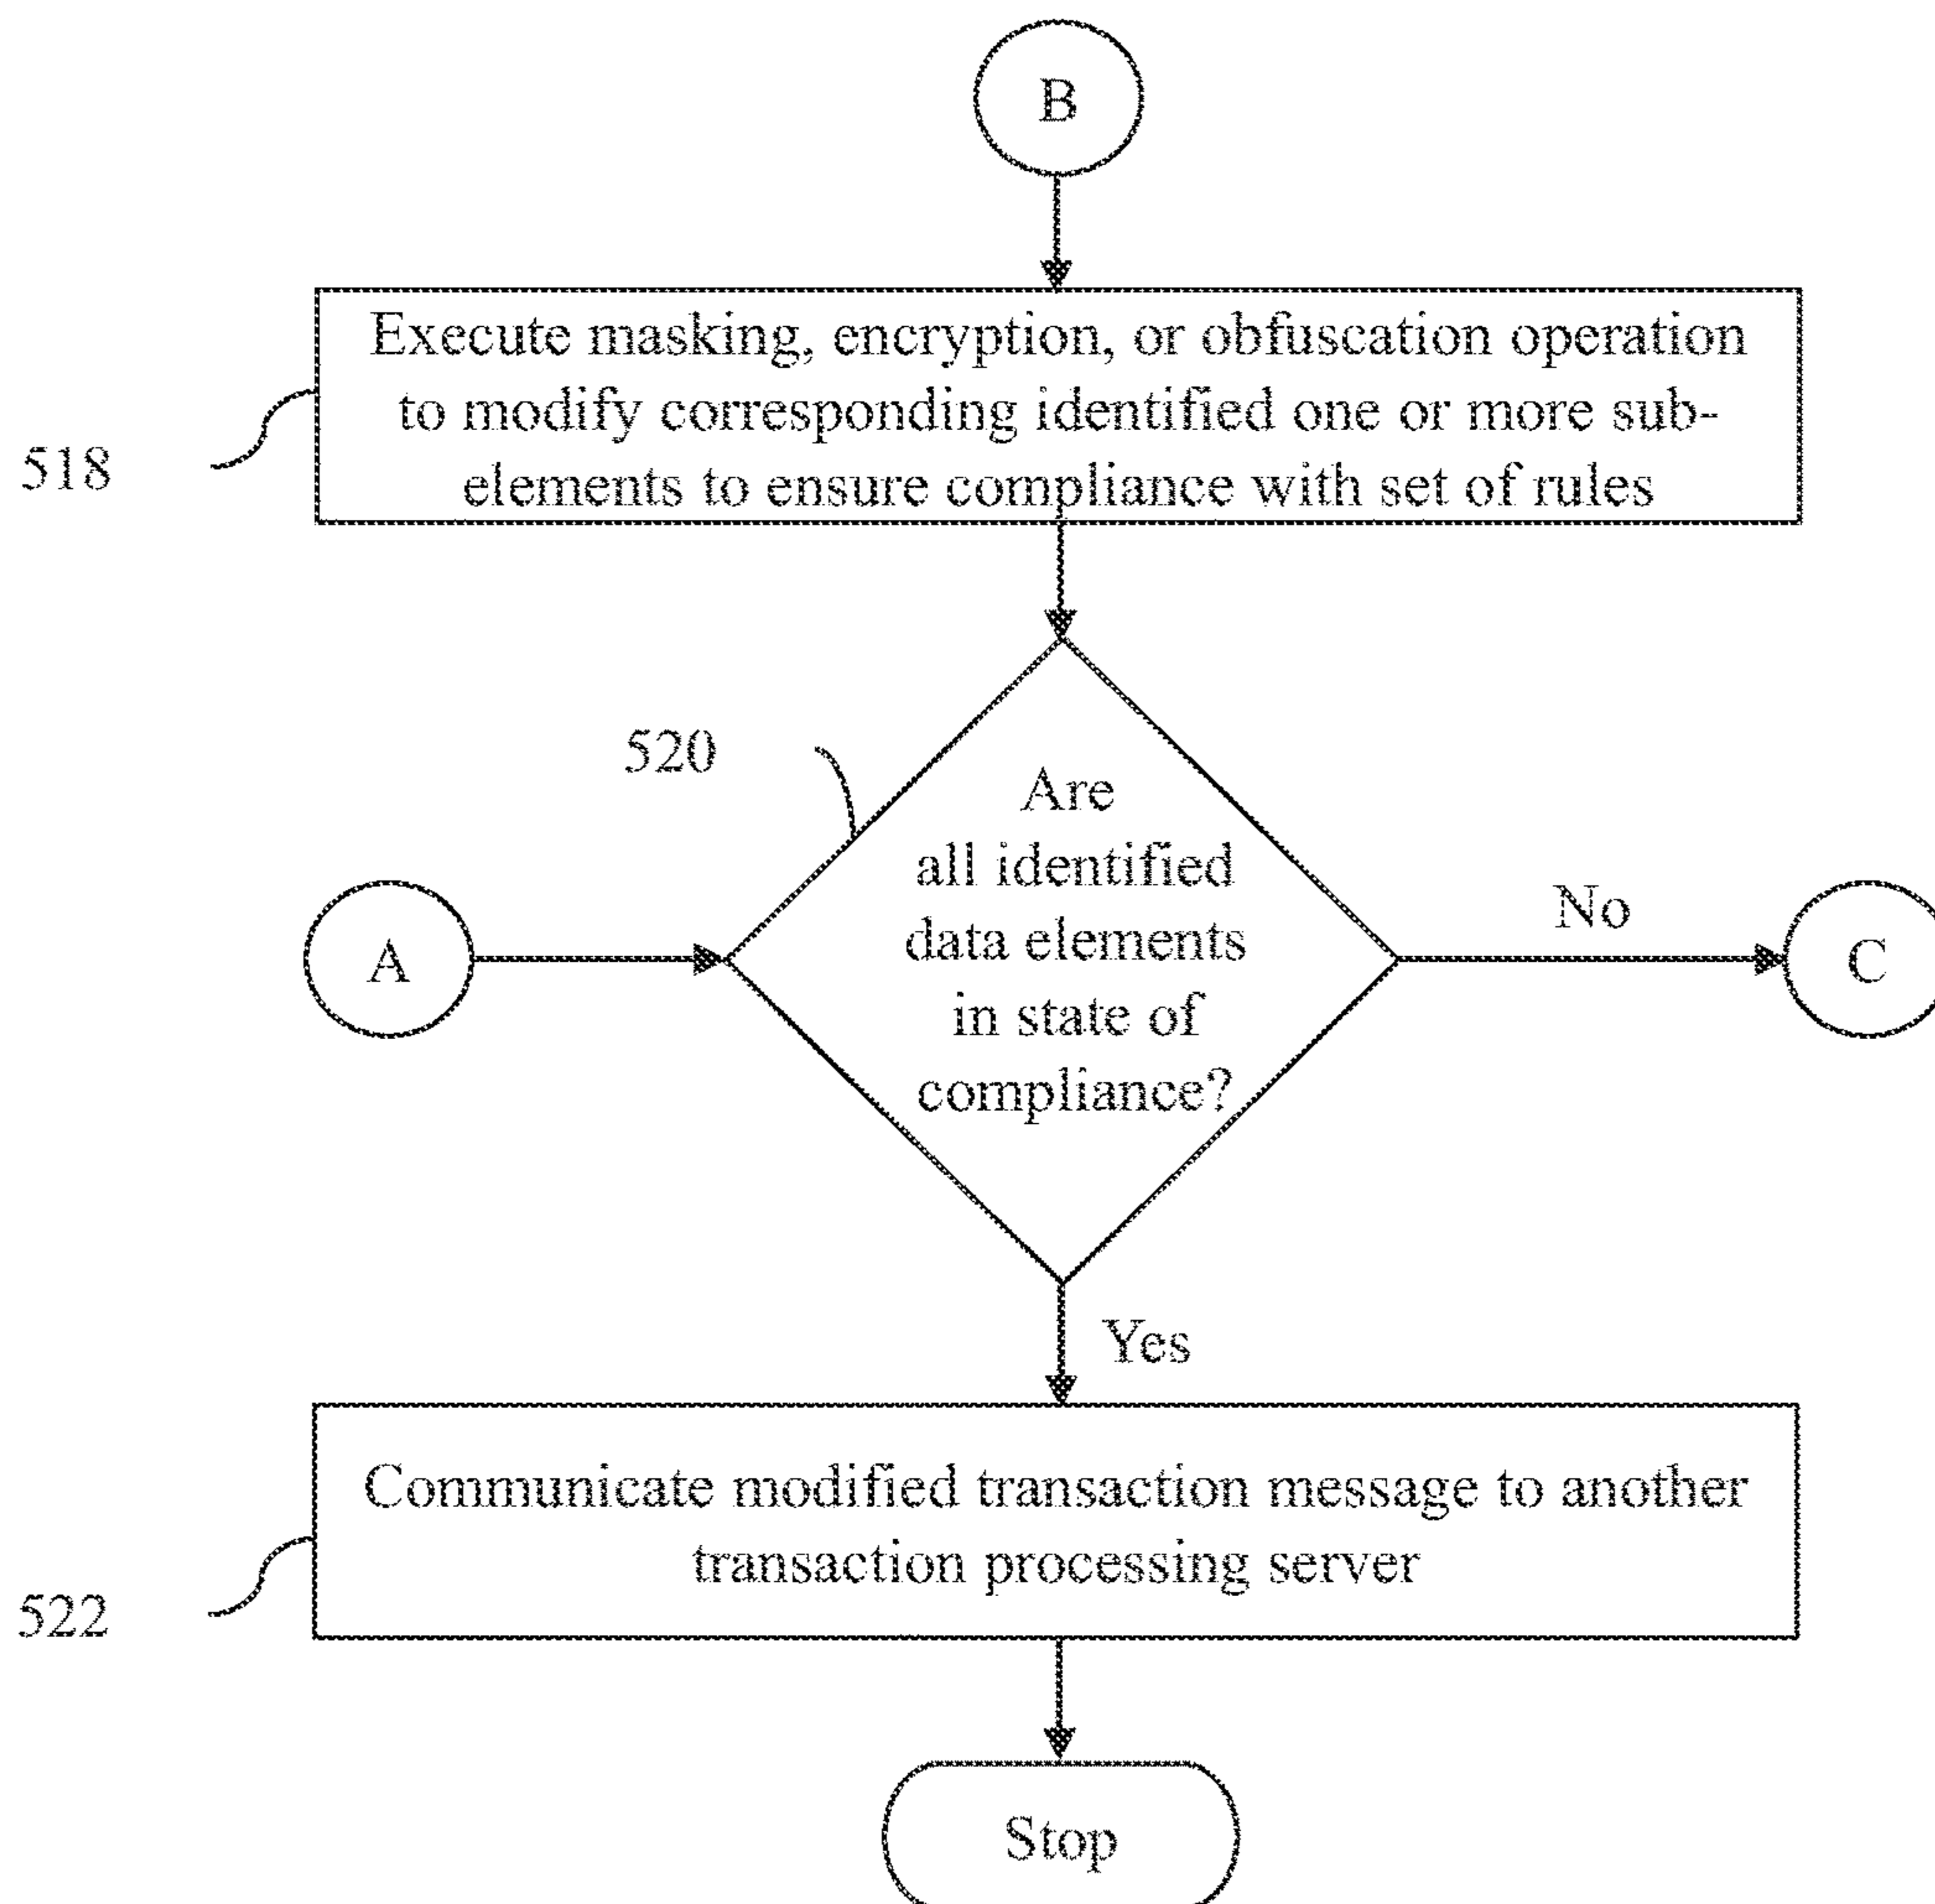 B
Execute masking, encryption, or obfuscation operation
to modify corresponding identified one or more sub-
elements to ensure compliance with set of rules
518
520
Are
all identified
data elements
in state of
compliance?
A
No
C
Yes
Communicate modified transaction message to another
transaction processing server
522
Stop